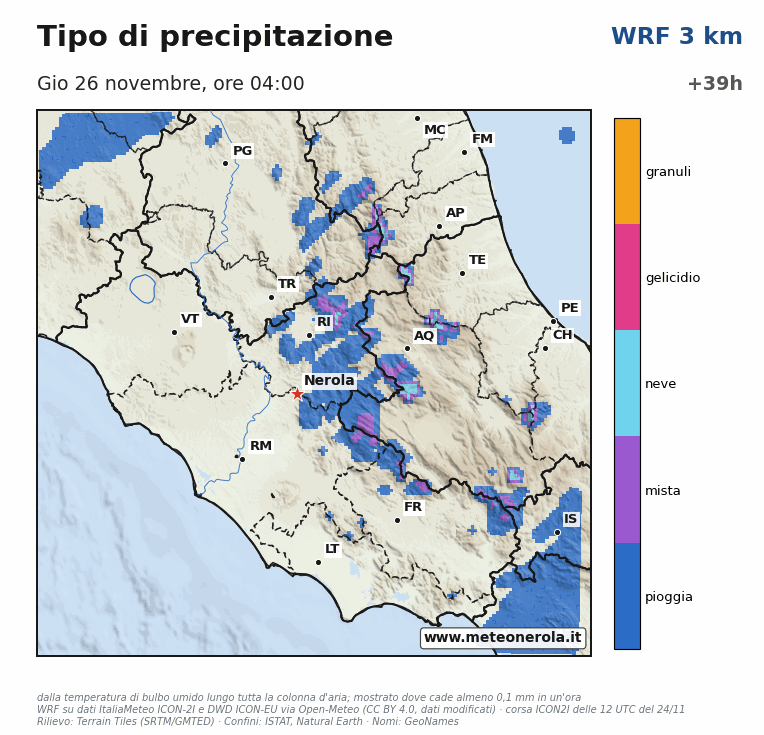 Tipo di precipitazione
WRF 3 km
Gio 26 novembre, ore 04:00
+39h
MC
FM
PG
AP
TE
TR
PE
VT
RI
AQ
CH
Nerola
RM
FR
IS
LT
www.meteonerola.it
granuli
gelicidio
neve
mista
pioggia
dalla temperatura di bulbo umido lungo tutta la colonna d'aria; mostrato dove cade almeno 0,1 mm in un'ora
WRF su dati ItaliaMeteo ICON-2I e DWD ICON-EU via Open-Meteo (CC BY 4.0, dati modificati) · corsa ICON2I delle 12 UTC del 24/11
Rilievo: Terrain Tiles (SRTM/GMTED) · Confini: ISTAT, Natural Earth · Nomi: GeoNames